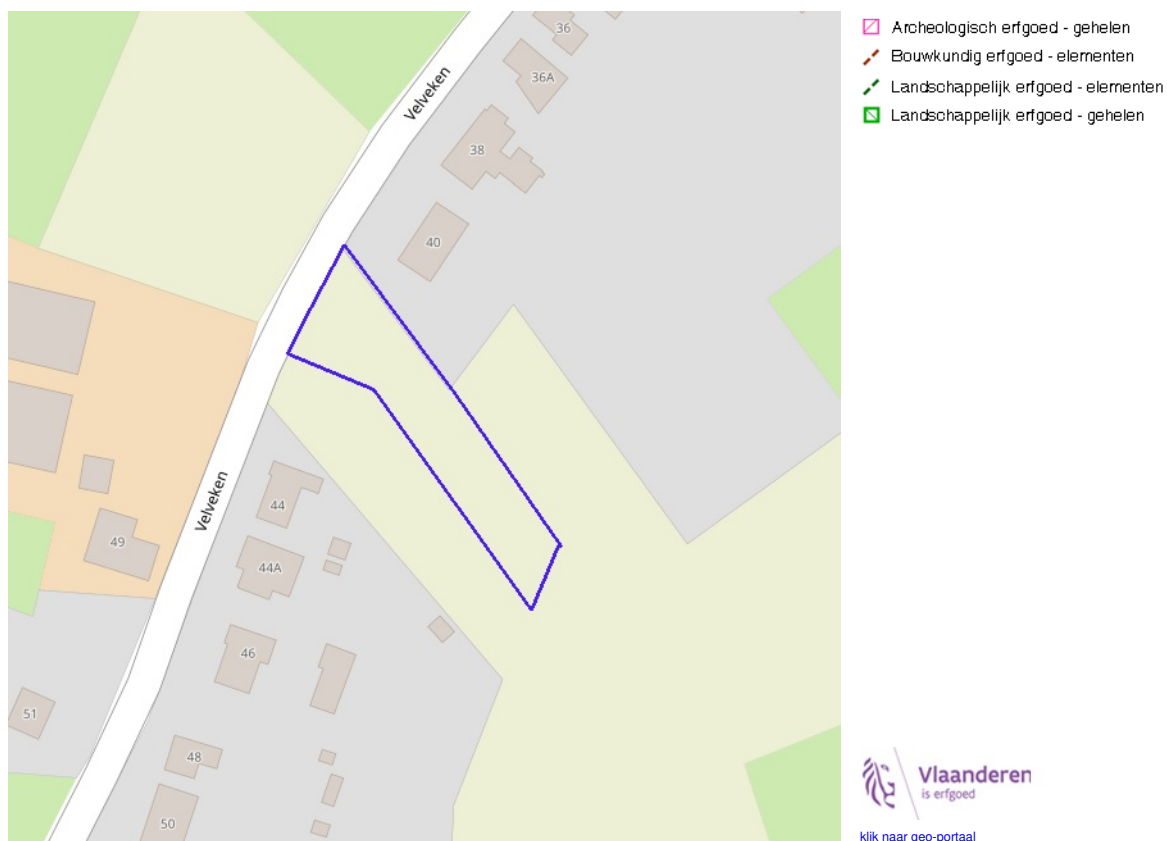 36
36A
Velveken
38
40
Velveken
44
49
44A
46
51
48
50
Archeologisch erfgoed - gehelen
Bouwkundig erfgoed - elementen
Landschappelijk erfgoed - elementen
Landschappelijk erfgoed - gehelen
Vlaanderen
is erfgoed
klik naar geo-portaal